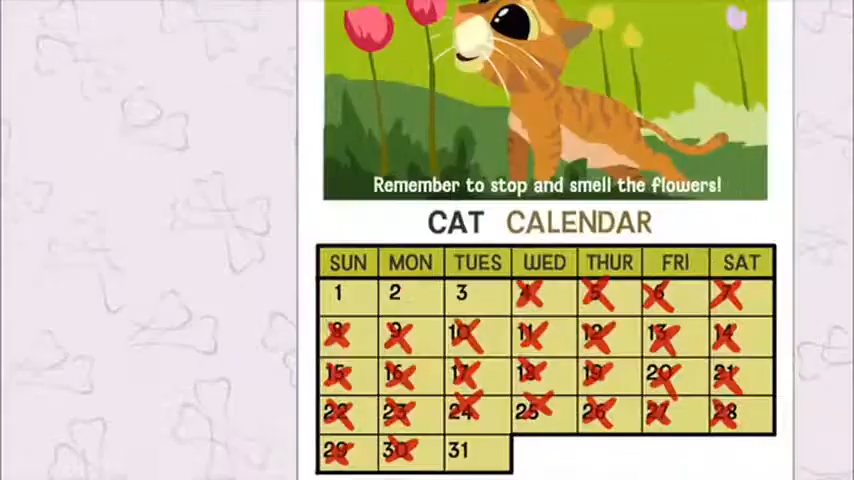 Remember to stop and smell the flowers!
CAT CALENDAR
SUN MON TUES WED THUR FRI SAT
1 2 3 4 5 6 7
8 9 10 11 12 13 14
15 16 17 18 19 20 21
22 23 24 25 26 27 28
29 30 31